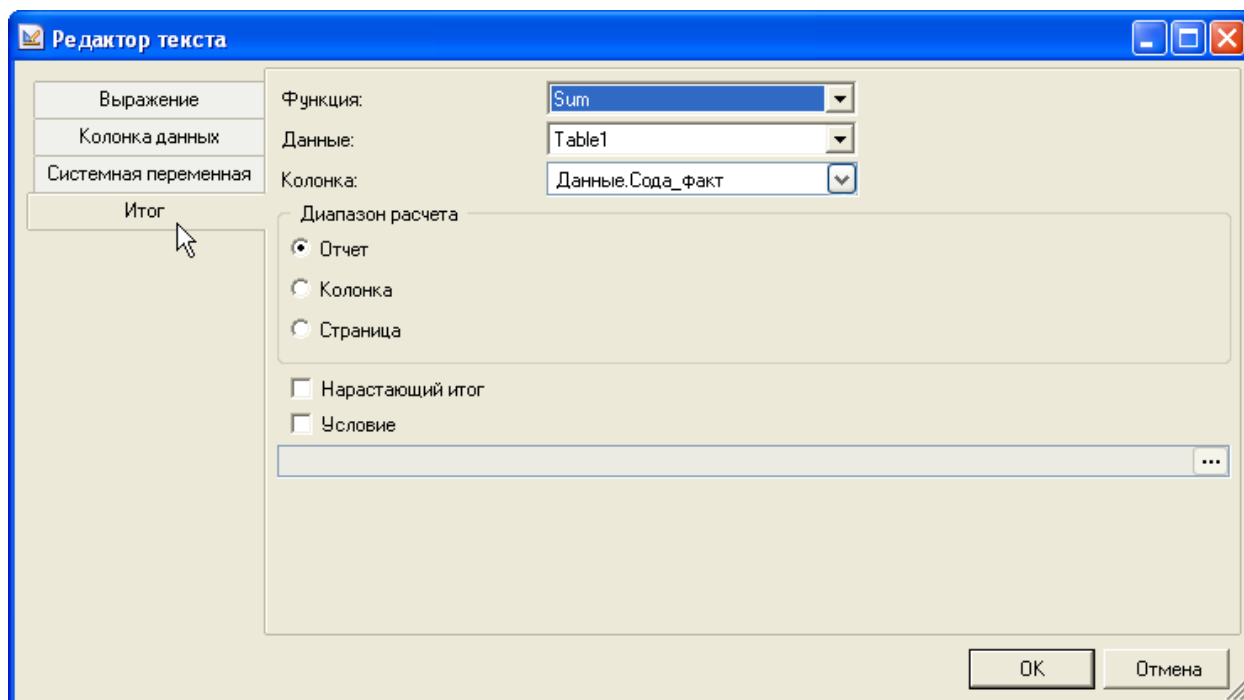 Редактор текста
Выражение
Колонка данных
Системная переменная
Итог
Функция: Sum
Данные: Table1
Колонка: Данные.Сода_факт
Диапазон расчета
Отчет
Колонка
Страница
Нарастающий итог
Условие
...
OK Отмена